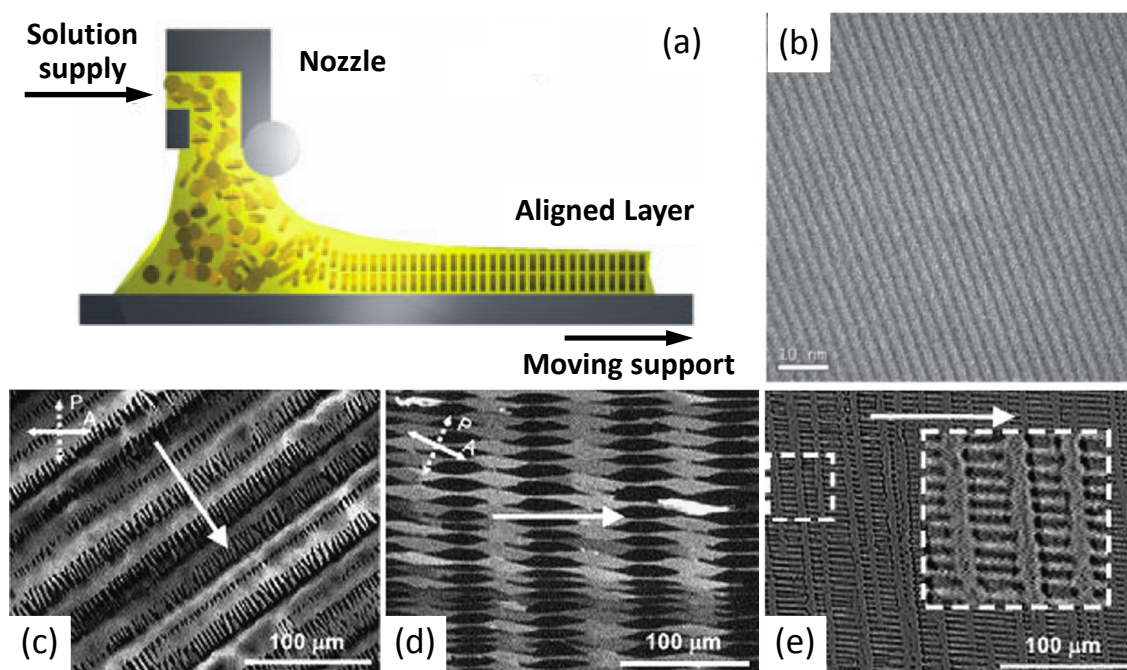 Solution
supply
Nozzle
(a)
Aligned Layer
Moving support
(b)
10 nm
P
A
(c)
100 µm
P
A
(d)
100 µm
(e)
100 µm